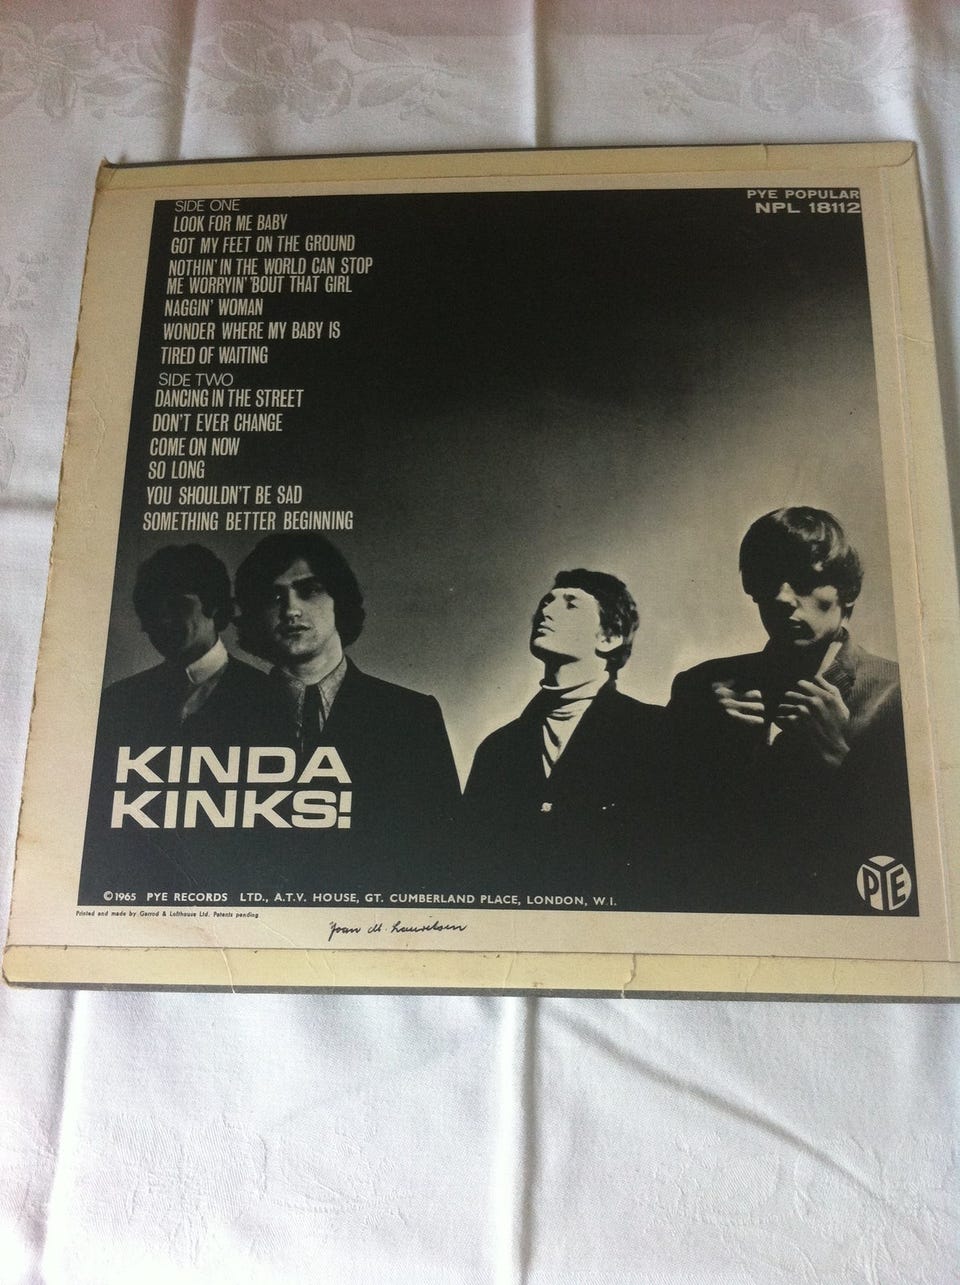 SIDE ONE
LOOK FOR ME BABY
GOT MY FEET ON THE GROUND
NOTHIN' IN THE WORLD CAN STOP
ME WORRYIN' 'BOUT THAT GIRL
NAGGIN' WOMAN
WONDER WHERE MY BABY IS
TIRED OF WAITING
SIDE TWO
DANCING IN THE STREET
DON'T EVER CHANGE
COME ON NOW
SO LONG
YOU SHOULDN'T BE SAD
SOMETHING BETTER BEGINNING
PYE POPULAR
NPL 18112
KINDA
KINKS!
PYE
©1965 PYE RECORDS LTD., A.T.V. HOUSE, GT. CUMBERLAND PLACE, LONDON, W.I.
Printed and made by Garrod & Lofthouse Ltd. Patents pending
Joan M.